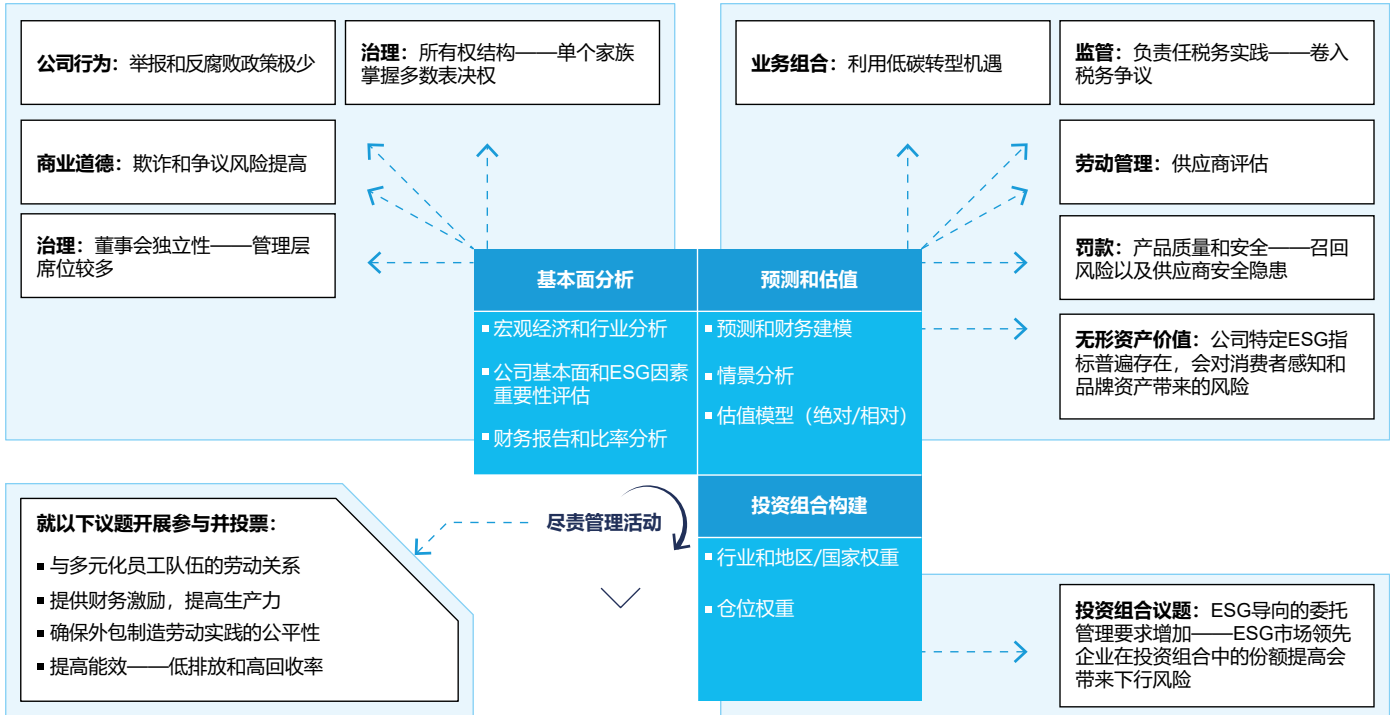 公司行为：举报和反腐败政策极少
治理：所有权结构——单个家族
掌握多数表决权
商业道德：欺诈和争议风险提高
治理：董事会独立性——管理层
席位较多
业务组合：利用低碳转型机遇
监管：负责任税务实践——卷入
税务争议
劳动管理：供应商评估
罚款：产品质量和安全——召回
风险以及供应商安全隐患
无形资产价值：公司特定ESG指
标普遍存在，会对消费者感知和
品牌资产带来的风险
基本面分析
▪宏观经济和行业分析
▪公司基本面和ESG因素
重要性评估
▪财务报告和比率分析
预测和估值
▪预测和财务建模
▪情景分析
▪估值模型（绝对/相对）
就以下议题开展参与并投票：
▪与多元化员工队伍的劳动关系
▪提供财务激励，提高生产力
▪确保外包制造劳动实践的公平性
▪提高能效——低排放和高回收率
尽责管理活动
投资组合构建
▪行业和地区/国家权重
▪仓位权重
投资组合议题：ESG导向的委托
管理要求增加——ESG市场领先
企业在投资组合中的份额提高会
带来下行风险